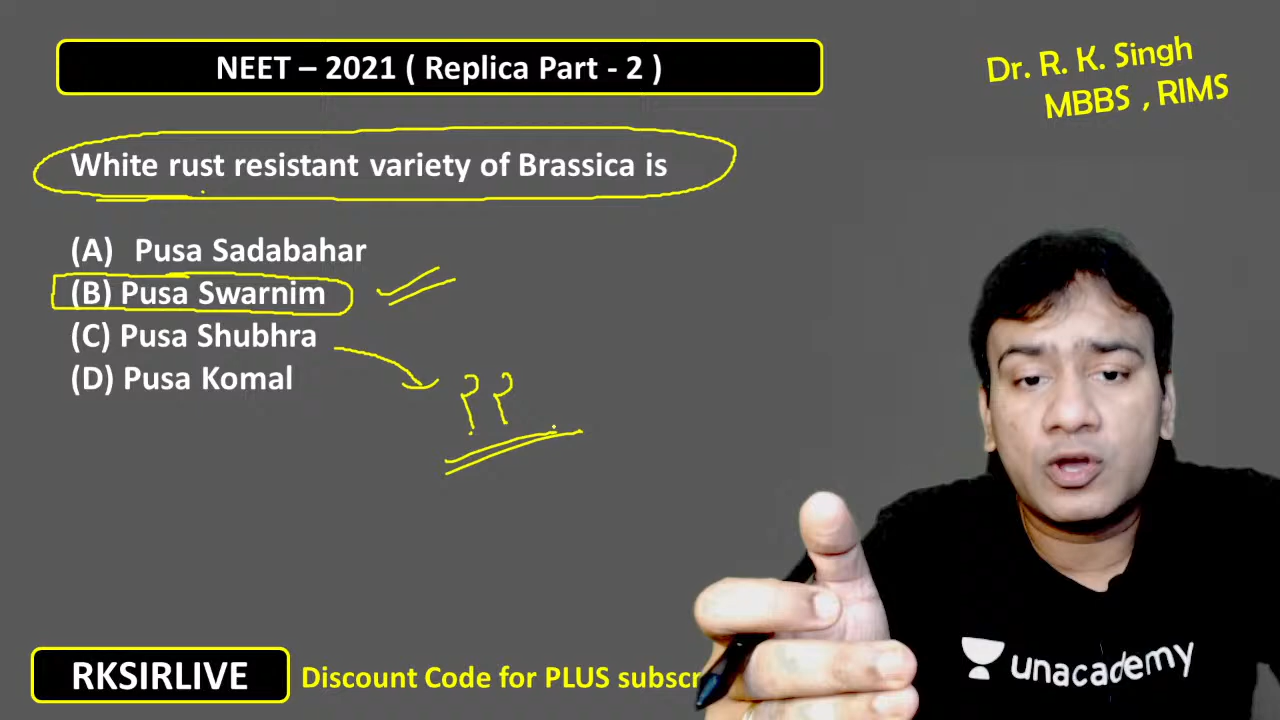 NEET – 2021 ( Replica Part - 2 )
Dr. R. K. Singh
MBBS , RIMS
White rust resistant variety of Brassica is
(A) Pusa Sadabahar
(B) Pusa Swarnim
(C) Pusa Shubhra
(D) Pusa Komal
??
unacademy
RKSIRLIVE
Discount Code for PLUS subscr